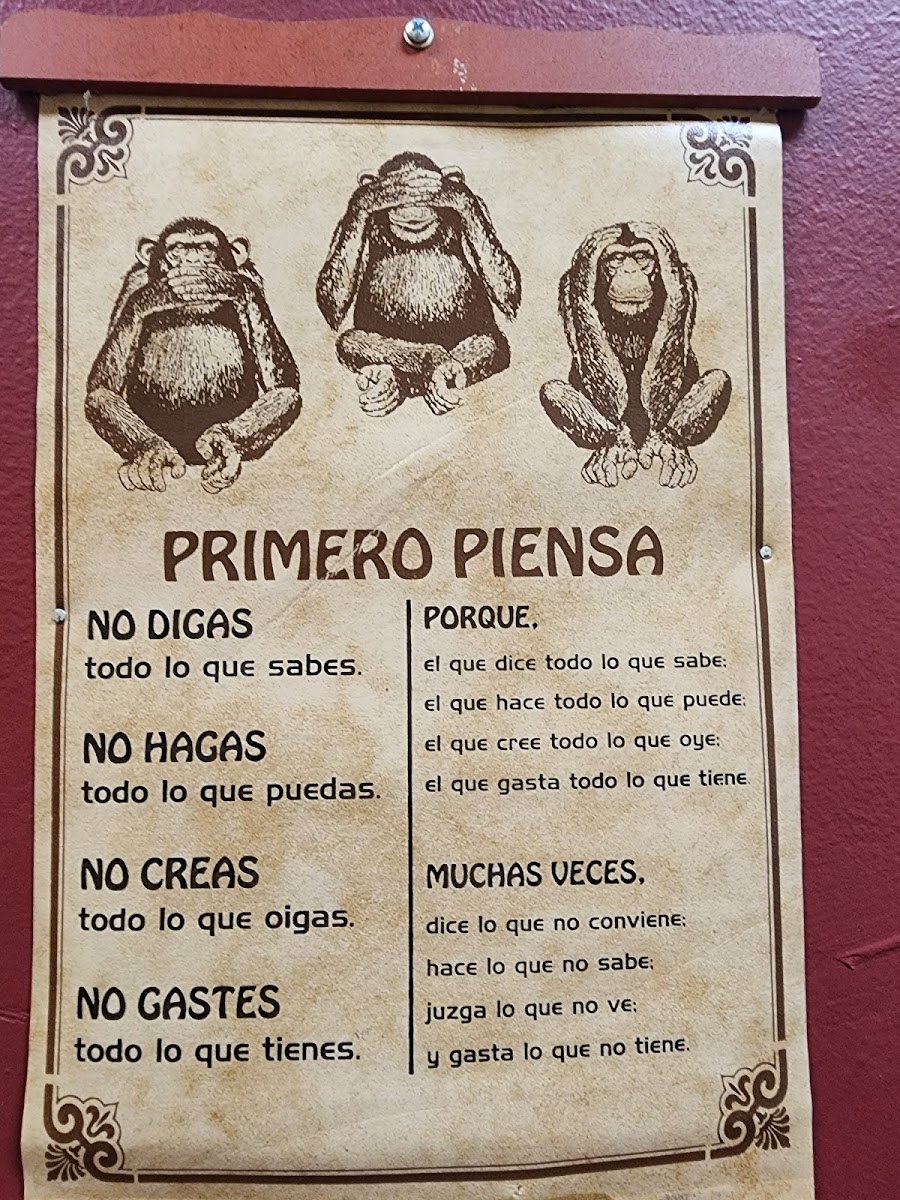 PRIMERO PIENSA
NO DIGAS
todo lo que sabes.
NO HAGAS
todo lo que puedas.
NO CREAS
todo lo que oigas.
NO GASTES
todo lo que tienes.
PORQUE,
el que dice todo lo que sabe;
el que hace todo lo que puede;
el que cree todo lo que oye;
el que gasta todo lo que tiene
MUCHAS VECES,
dice lo que no conviene;
hace lo que no sabe;
juzga lo que no ve;
y gasta lo que no tiene.